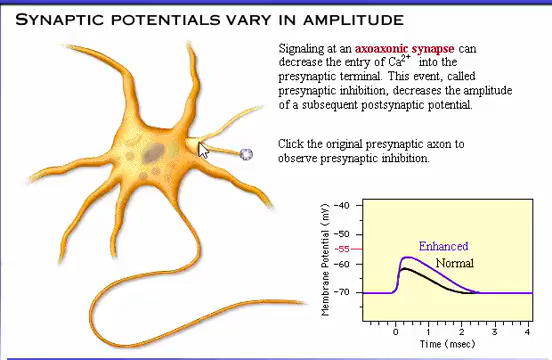 SYNAPTIC POTENTIALS VARY IN AMPLITUDE
Signaling at an axoaxonic synapse can
decrease the entry of Ca2+ into the
presynaptic terminal. This event, called
presynaptic inhibition, decreases the amplitude
of a subsequent postsynaptic potential.
Click the original presynaptic axon to
observe presynaptic inhibition.
Membrane Potential (mV)
-40
-50
-55
-60
-70
Enhanced
Normal
0 1 2 3 4
Time (msec)